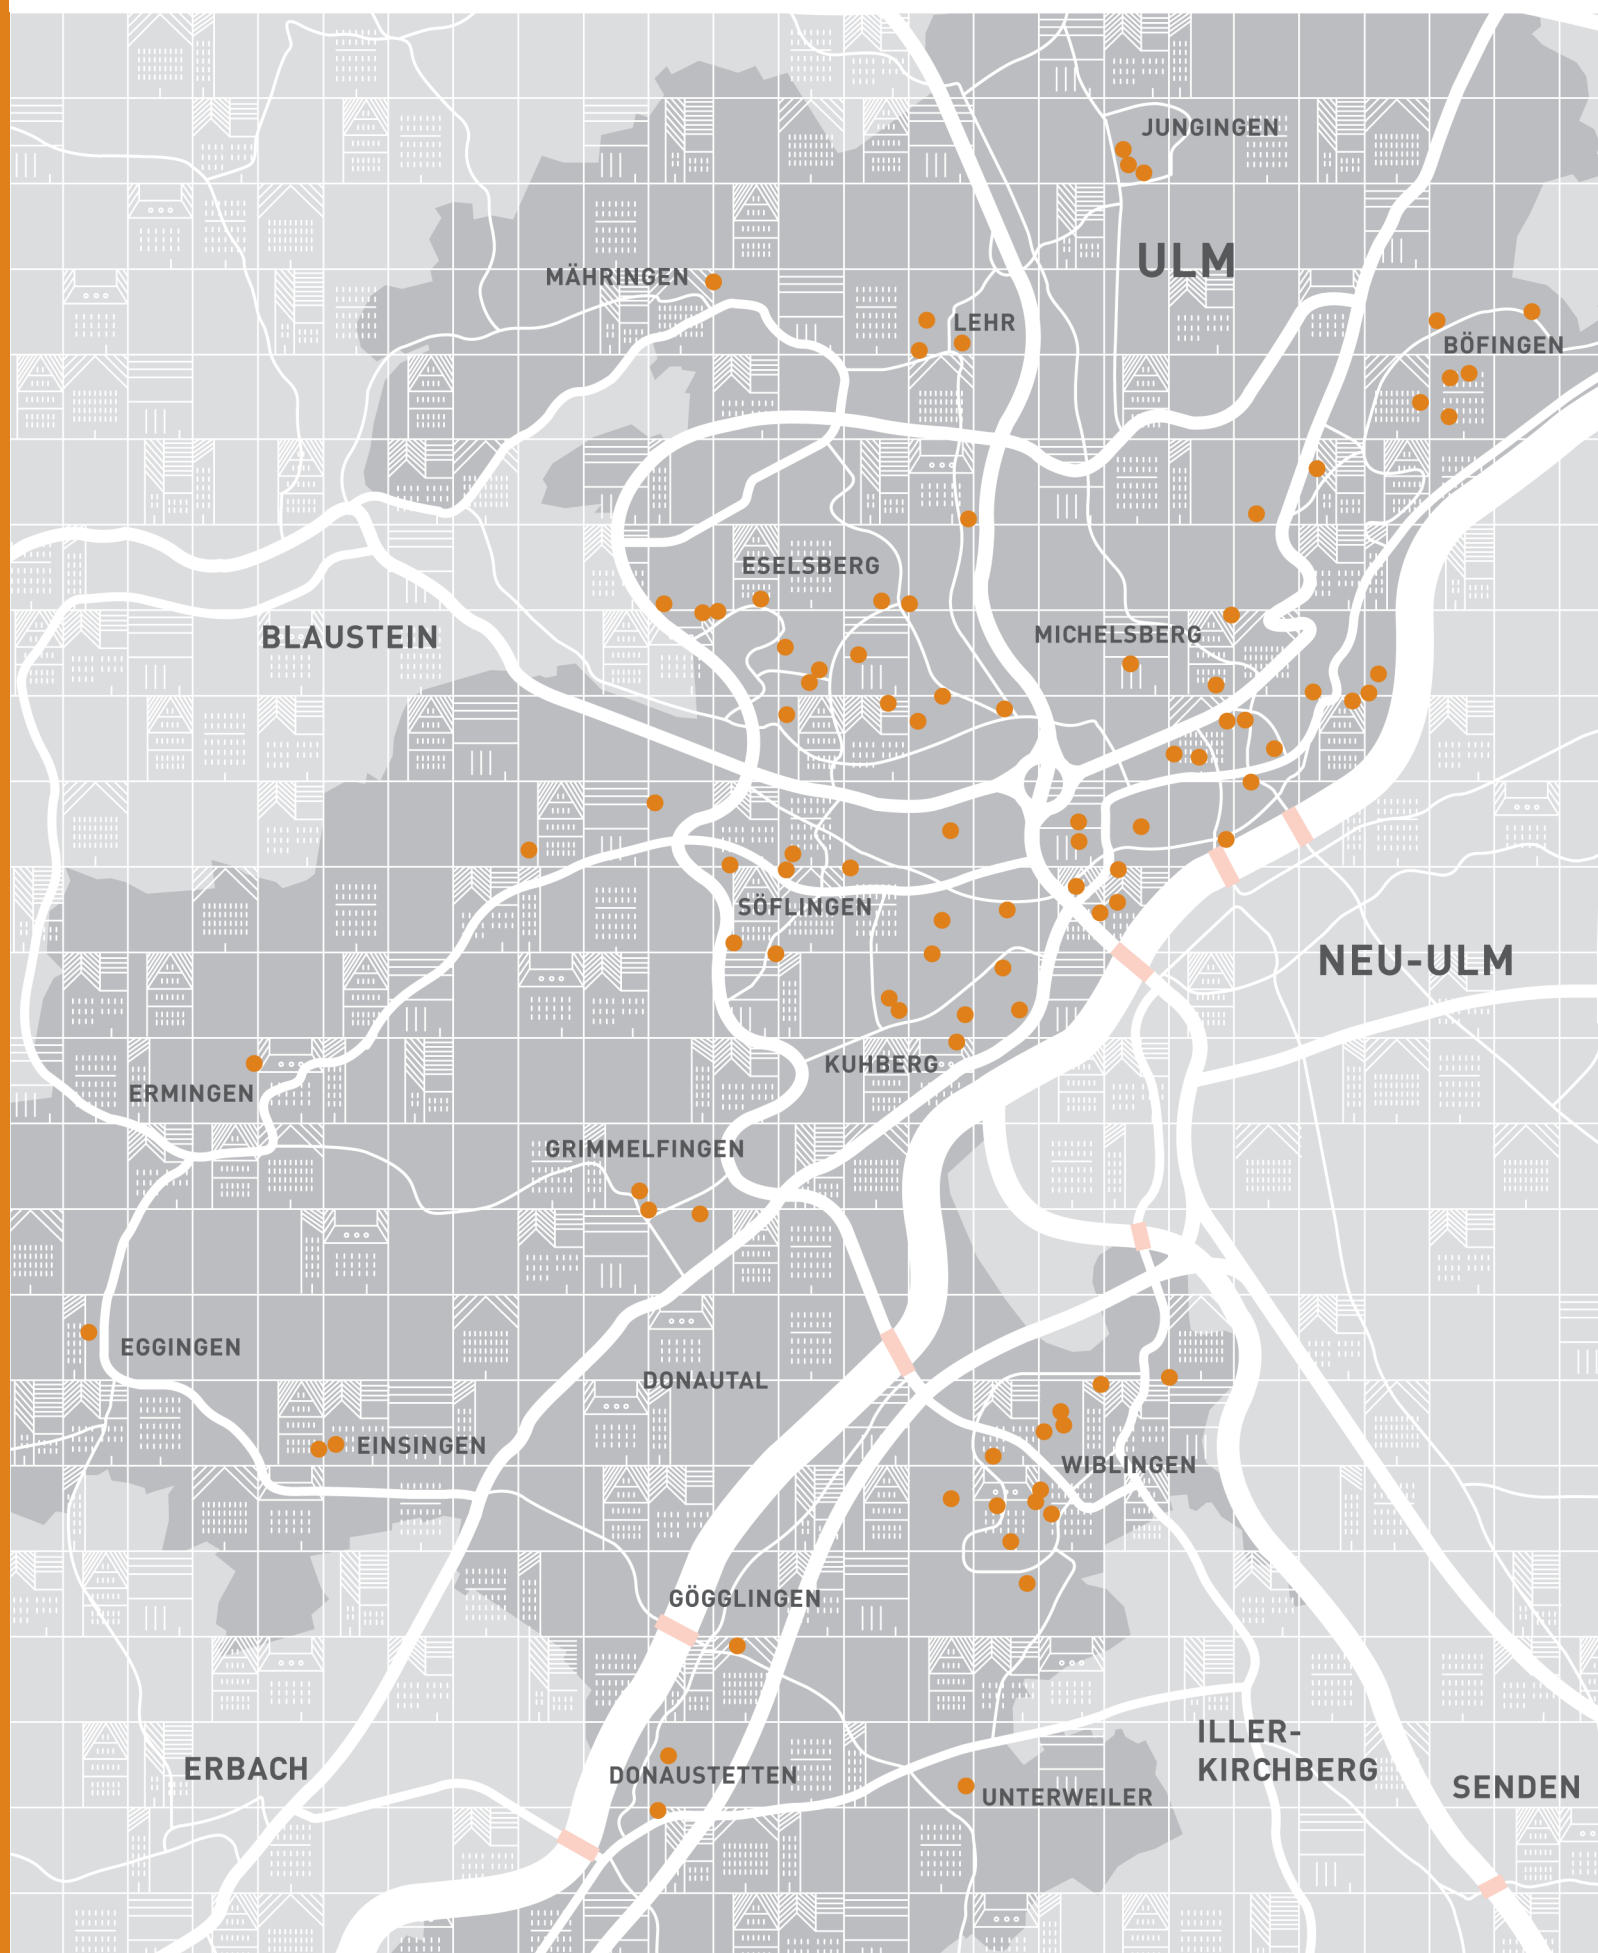 JUNGINGEN
ULM
MÄHRINGEN
LEHR
BÖFINGEN
ESELSBERG
BLAUSTEIN
MICHELSBERG
SÖFLINGEN
NEU-ULM
KUHBERG
ERMINGEN
GRIMMELFINGEN
EGGINGEN
DONAUTAL
EINSINGEN
WIBLINGEN
GÖGGLINGEN
ILLER-
KIRCHBERG
ERBACH
DONAUSTETTEN
SENDEN
UNTERWEILER